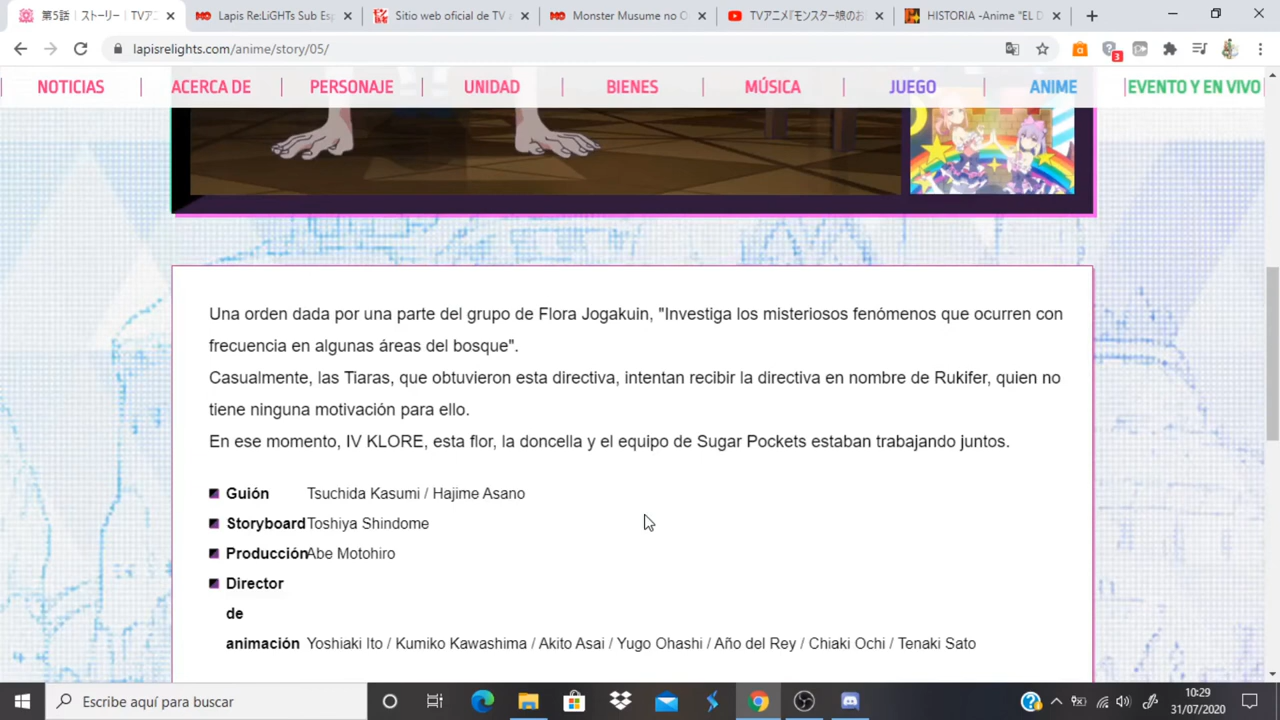 第5話 | ストーリー | TVアニ
Lapis Re:LiGHTs Sub Esp
Sitio web oficial de TV a
Monster Musume no O
TVアニメ『モンスター娘のお
HISTORIA -Anime "EL D
lapisrelights.com/anime/story/05/
3
NOTICIAS
ACERCA DE
PERSONAJE
UNIDAD
BIENES
MÚSICA
JUEGO
ANIME
EVENTO Y EN VIVO
Una orden dada por una parte del grupo de Flora Jogakuin, "Investiga los misteriosos fenómenos que ocurren con
frecuencia en algunas áreas del bosque".
Casualmente, las Tiaras, que obtuvieron esta directiva, intentan recibir la directiva en nombre de Rukifer, quien no
tiene ninguna motivación para ello.
En ese momento, IV KLORE, esta flor, la doncella y el equipo de Sugar Pockets estaban trabajando juntos.
Guión Tsuchida Kasumi / Hajime Asano
Storyboard Toshiya Shindome
Producción Abe Motohiro
Director
de
animación Yoshiaki Ito / Kumiko Kawashima / Akito Asai / Yugo Ohashi / Año del Rey / Chiaki Ochi / Tenaki Sato
Escribe aquí para buscar
10:29
31/07/2020